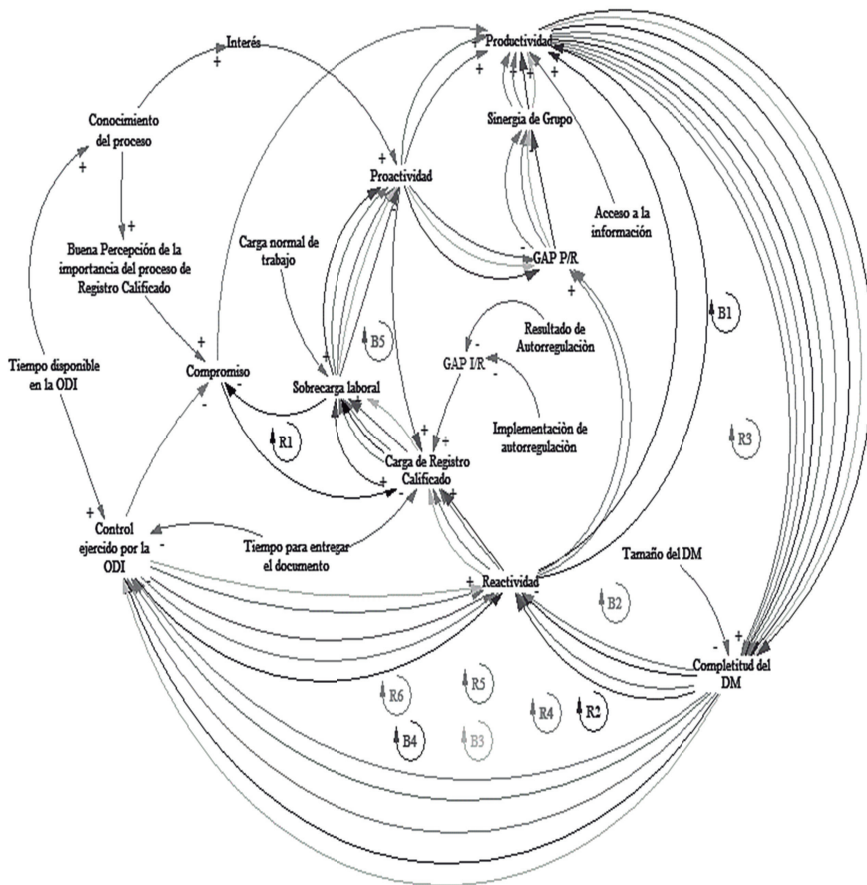 Productividad
Interés
Conocimiento
del proceso
Sinergia de Grupo
Proactividad
Acceso a la
información
Buena Percepción de la
importancia del proceso de
Registro Calificado
Carga normal de
trabajo
GAP P/R
B1
Resultado de
Autorregulaciòn
B5
GAP I/R
Tiempo disponible
en la ODI
Compromiso
Sobrecarga laboral
Implementaciòn de
autorregulaciòn
R1
R3
Carga de Registro
Calificado
Control
ejercido por la
ODI
Tiempo para entregar
el documento
Reactividad
Tamaño del DM
B2
Completitud del
DM
R6
R5
R4
R2
B4
B3